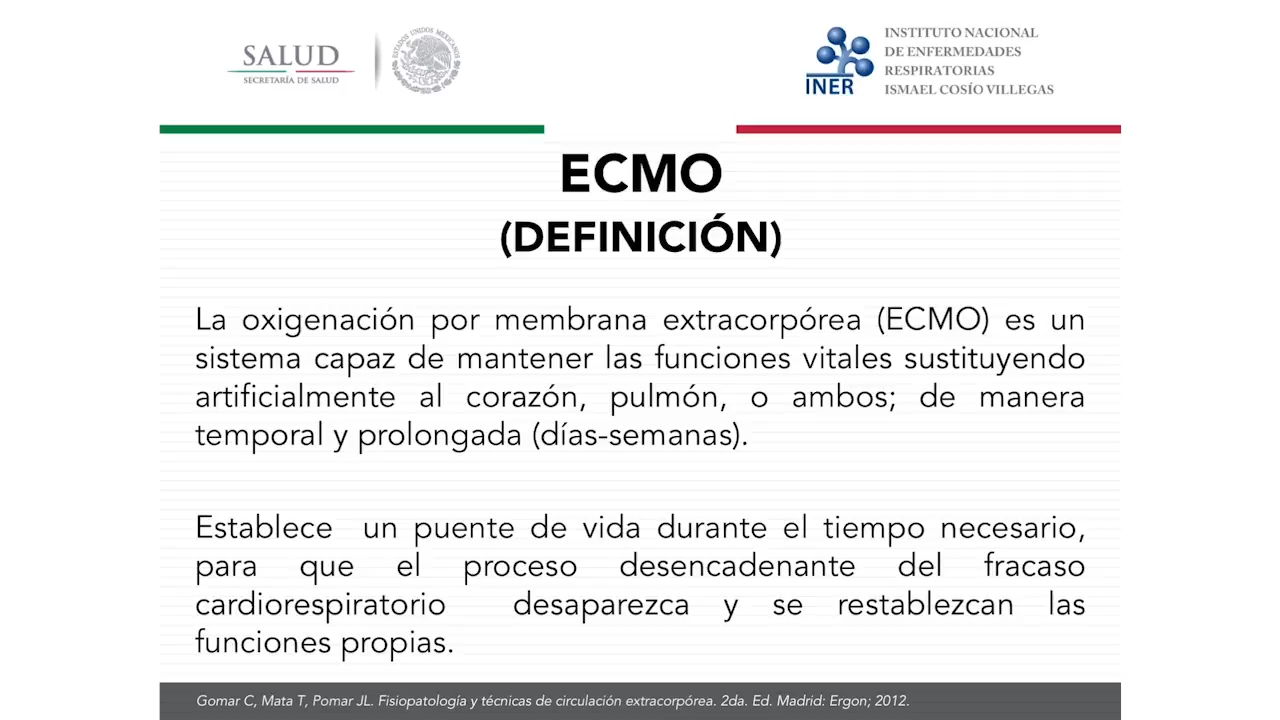 SALUD
SECRETARÍA DE SALUD
ESTADOS UNIDOS MEXICANOS
INER
INSTITUTO NACIONAL
DE ENFERMEDADES
RESPIRATORIAS
ISMAEL COSÍO VILLEGAS
ECMO
(DEFINICIÓN)
La oxigenación por membrana extracorpórea (ECMO) es un
sistema capaz de mantener las funciones vitales sustituyendo
artificialmente al corazón, pulmón, o ambos; de manera
temporal y prolongada (días-semanas).
Establece un puente de vida durante el tiempo necesario,
para que el proceso desencadenante del fracaso
cardiorespiratorio desaparezca y se restablezcan las
funciones propias.
Gomar C, Mata T, Pomar JL. Fisiopatología y técnicas de circulación extracorpórea. 2da. Ed. Madrid: Ergon; 2012.